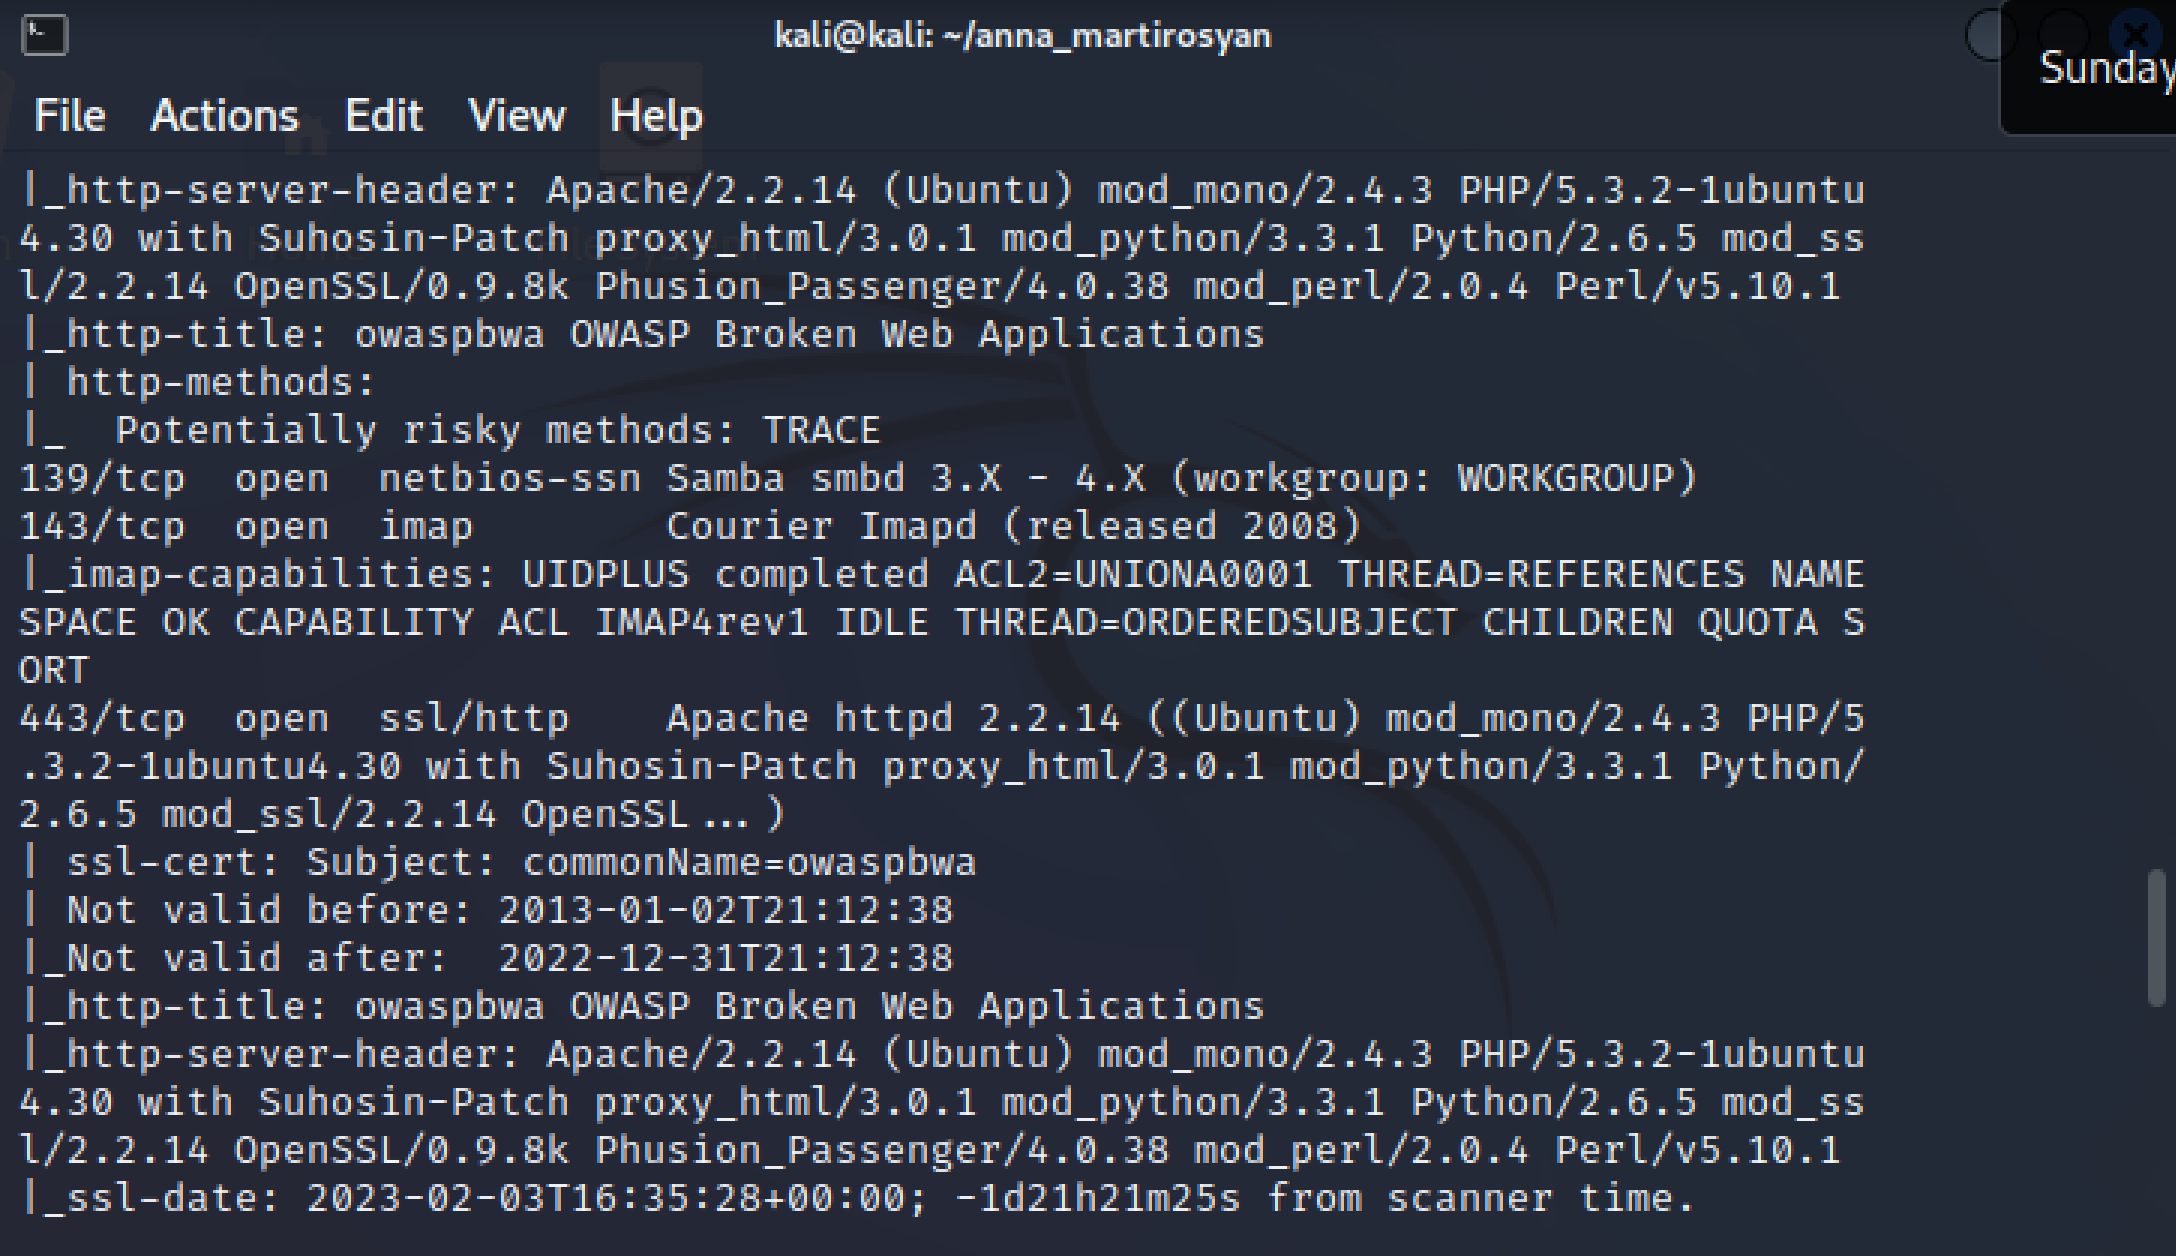 kali@kali: ~/anna_martirosyan
Sunday
File Actions Edit View Help
|_http-server-header: Apache/2.2.14 (Ubuntu) mod_mono/2.4.3 PHP/5.3.2-1ubuntu
4.30 with Suhosin-Patch proxy_html/3.0.1 mod_python/3.3.1 Python/2.6.5 mod_ss
l/2.2.14 OpenSSL/0.9.8k Phusion_Passenger/4.0.38 mod_perl/2.0.4 Perl/v5.10.1
|_http-title: owaspbwa OWASP Broken Web Applications
| http-methods:
|_  Potentially risky methods: TRACE
139/tcp  open  netbios-ssn Samba smbd 3.X - 4.X (workgroup: WORKGROUP)
143/tcp  open  imap        Courier Imapd (released 2008)
|_imap-capabilities: UIDPLUS completed ACL2=UNIONA0001 THREAD=REFERENCES NAME
SPACE OK CAPABILITY ACL IMAP4rev1 IDLE THREAD=ORDEREDSUBJECT CHILDREN QUOTA S
ORT
443/tcp  open  ssl/http    Apache httpd 2.2.14 ((Ubuntu) mod_mono/2.4.3 PHP/5
.3.2-1ubuntu4.30 with Suhosin-Patch proxy_html/3.0.1 mod_python/3.3.1 Python/
2.6.5 mod_ssl/2.2.14 OpenSSL...)
| ssl-cert: Subject: commonName=owaspbwa
| Not valid before: 2013-01-02T21:12:38
|_Not valid after:  2022-12-31T21:12:38
|_http-title: owaspbwa OWASP Broken Web Applications
|_http-server-header: Apache/2.2.14 (Ubuntu) mod_mono/2.4.3 PHP/5.3.2-1ubuntu
4.30 with Suhosin-Patch proxy_html/3.0.1 mod_python/3.3.1 Python/2.6.5 mod_ss
l/2.2.14 OpenSSL/0.9.8k Phusion_Passenger/4.0.38 mod_perl/2.0.4 Perl/v5.10.1
|_ssl-date: 2023-02-03T16:35:28+00:00; -1d21h21m25s from scanner time.